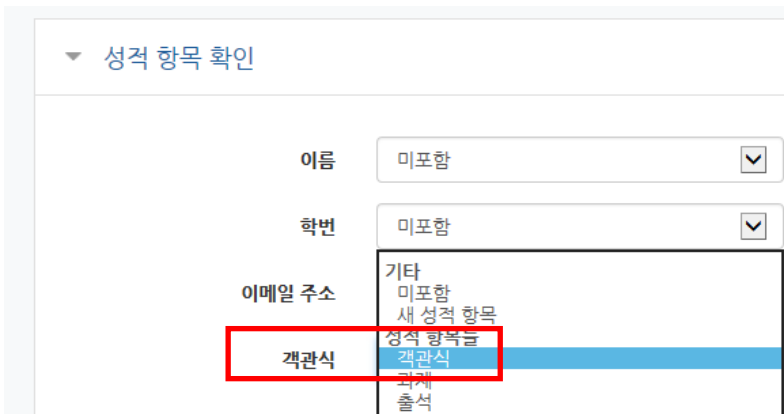 성적 항목 확인
이름 미포함
학번 미포함
기타
이메일 주소 미포함
새 성적 항목
성적 항목들
객관식 객관식
과제
출석